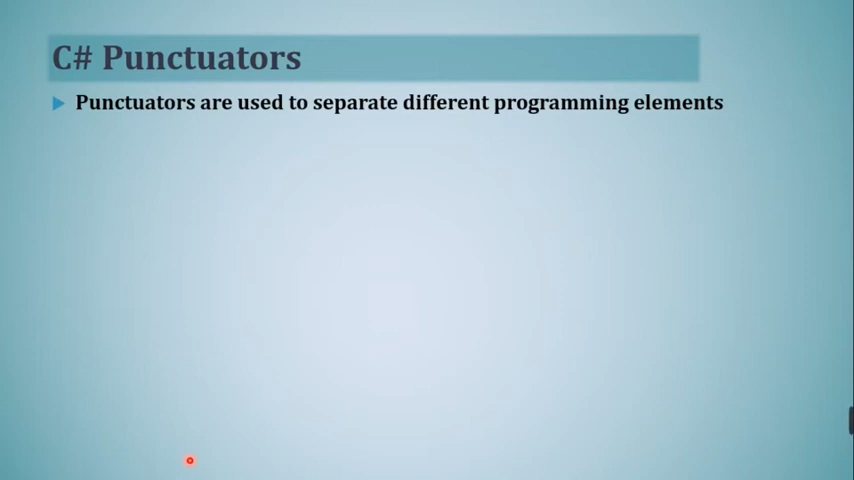 C# Punctuators
Punctuators are used to separate different programming elements